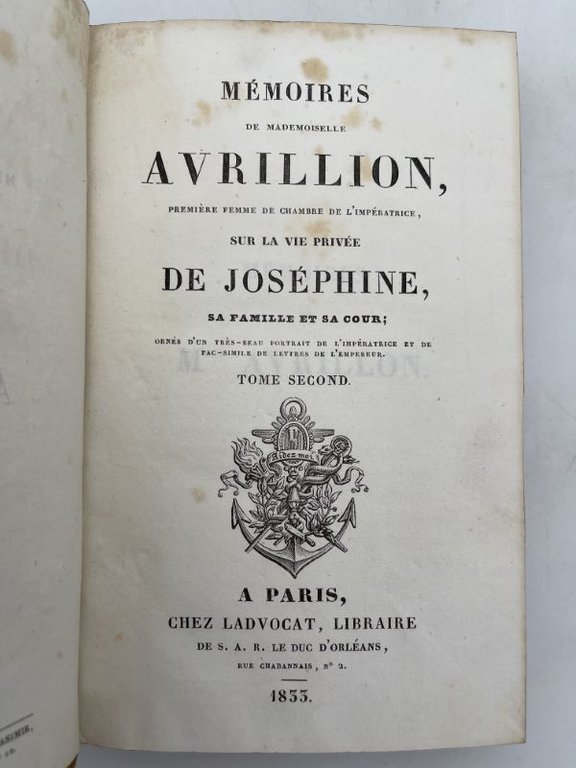 MÉMOIRES
DE MADEMOISELLE
AVRILLION,
PREMIÈRE FEMME DE CHAMBRE DE L'IMPÉRATRICE,
SUR LA VIE PRIVÉE
DE JOSÉPHINE,
SA FAMILLE ET SA COUR;
ORNÉS D'UN TRÈS-BEAU PORTRAIT DE L'IMPÉRATRICE ET DE
FAC-SIMILE DE LETTRES DE L'EMPEREUR.
TOME SECOND.
Aidez moi.
A PARIS,
CHEZ LADVOCAT, LIBRAIRE
DE S. A. R. LE DUC D'ORLÉANS,
RUE CHABANNAIS, Nº 2.
1833.